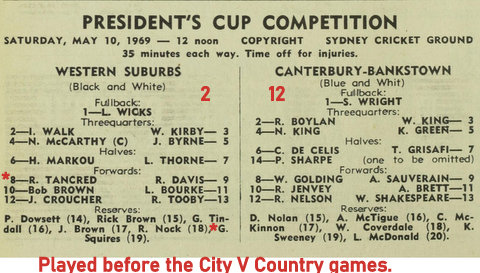 PRESIDENT'S CUP COMPETITION
SATURDAY, MAY 10, 1969 — 12 noon COPYRIGHT SYDNEY CRICKET GROUND
35 minutes each way. Time off for injuries.
WESTERN SUBURBS
(Black and White)
2
Fullback:
1—L. WICKS
Threequarters:
2—I. WALK W. KIRBY— 3
4—N. McCARTHY (C) J. BYRNE— 5
Halves:
6—H. MARKOU L. THORNE— 7
Forwards:
*8—R. TANCRED R. DAVIS— 9
10—Bob BROWN L. BOURKE—11
12—J. CROUCHER R. TOOBY—13
Reserves:
P. Dowsett (14), Rick Brown (15), G. Tin-
dall (16), J. Brown (17, R. Nock (18),*G.
Squires (19).
CANTERBURY-BANKSTOWN
(Blue and Whit)
12
Fullback:
1—S. WRIGHT
Threequarters:
2—R. BOYLAN W. KING— 3
4—N. KING K. GREEN— 5
Halves:
6—C. DE CELIS T. GRISAFI— 7
14—P. SHARPE (one to be omitted)
Forwards:
8—W. GOLDING A. SAUVERAIN— 9
10—R. JENVEY A. BRETT—11
12—R. NELSON W. SHAKESPEARE—13
Reserves:
D. Nolan (15), A. McTigue (16), C. Mc-
Kinnon (17), W. Corby (18), K.
Sweeney (19), L. McDonald (20).
Played before the City V Country games.